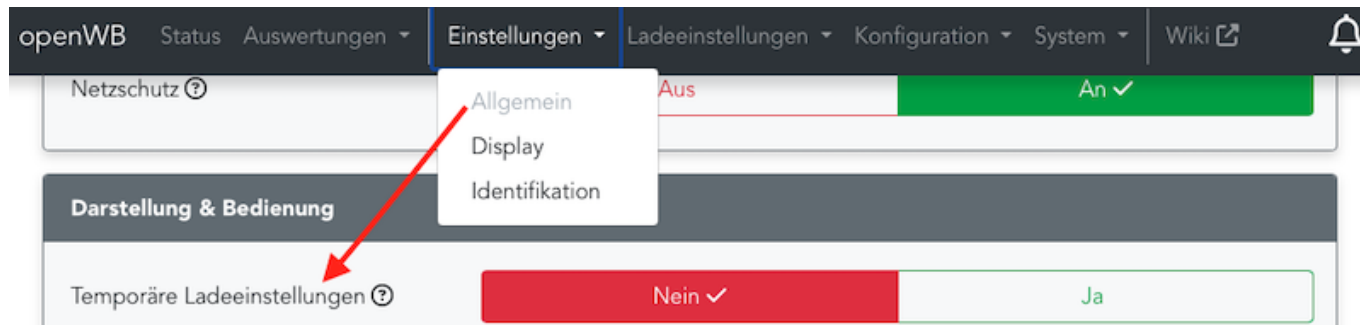 openWB Status Auswertungen Einstellungen Ladeeinstellungen Konfiguration System Wiki
Netzschutz Aus An
Allgemein
Display
Identifikation
Darstellung & Bedienung
Temporäre Ladeeinstellungen Nein Ja